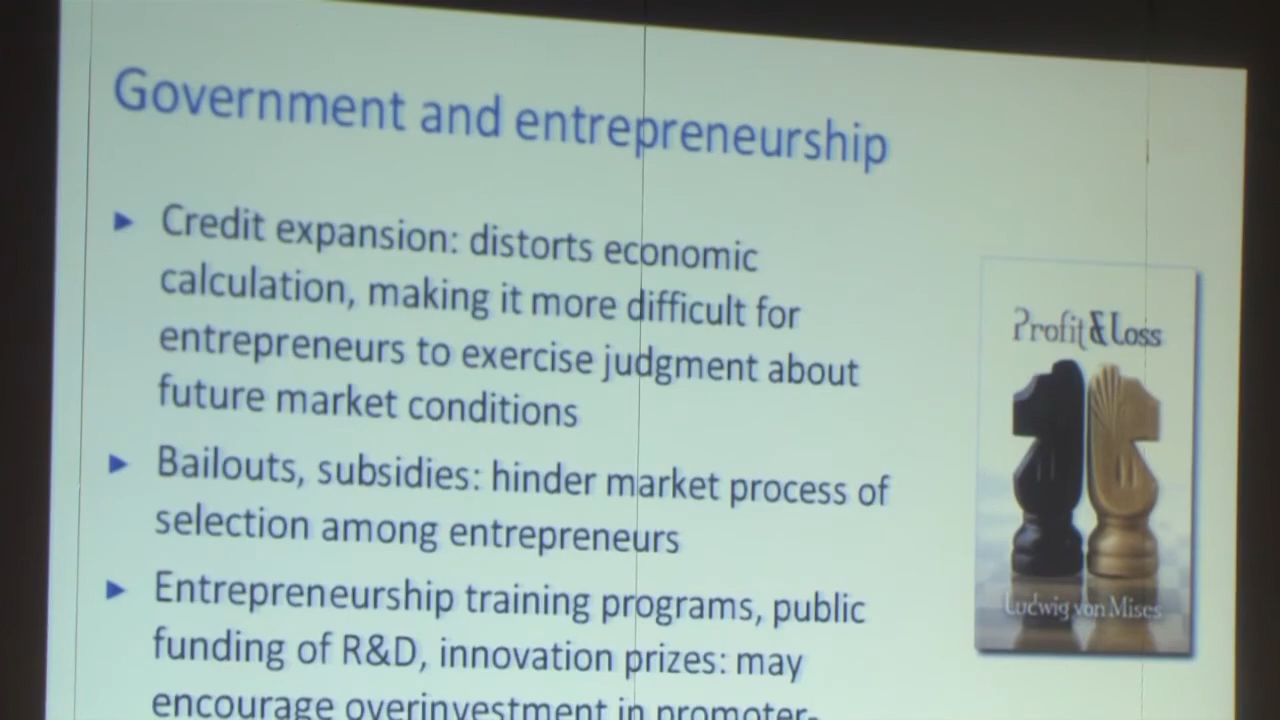 Government and entrepreneurship
► Credit expansion: distorts economic
calculation, making it more difficult for
entrepreneurs to exercise judgment about
future market conditions
► Bailouts, subsidies: hinder market process of
selection among entrepreneurs
► Entrepreneurship training programs, public
funding of R&D, innovation prizes: may
encourage overinvestment in promoter-
Profit & Loss
Ludwig von Mises